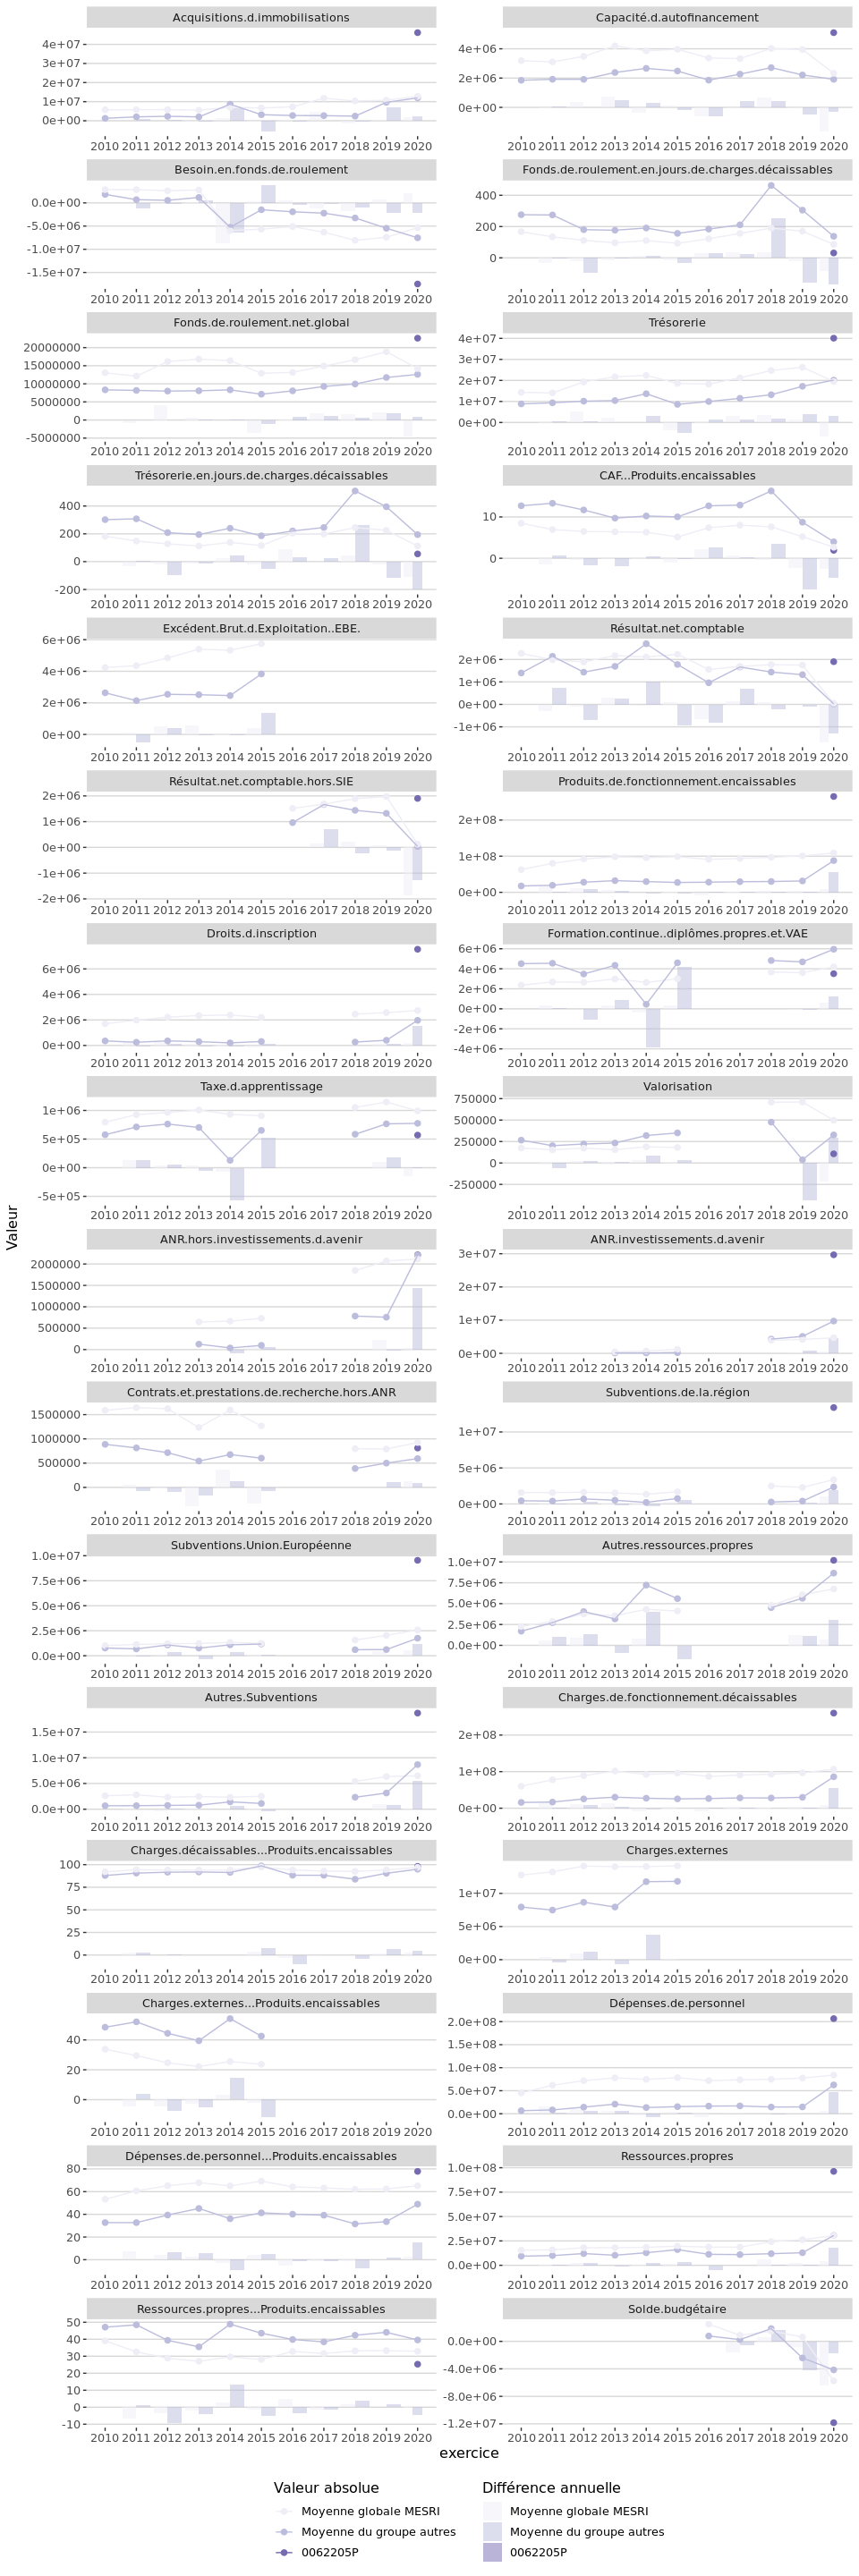 Acquisitions.d.immobilisations
4e+07
3e+07
2e+07
1e+07
0e+00
2010 2011 2012 2013 2014 2015 2016 2017 2018 2019 2020
Capacité.d.autofinancement
4e+06
2e+06
0e+00
2010 2011 2012 2013 2014 2015 2016 2017 2018 2019 2020
Besoin.en.fonds.de.roulement
0.0e+00
-5.0e+06
-1.0e+07
-1.5e+07
2010 2011 2012 2013 2014 2015 2016 2017 2018 2019 2020
Fonds.de.roulement.en.jours.de.charges.décaissables
400
200
0
2010 2011 2012 2013 2014 2015 2016 2017 2018 2019 2020
Fonds.de.roulement.net.global
20000000
15000000
10000000
5000000
0
-5000000
2010 2011 2012 2013 2014 2015 2016 2017 2018 2019 2020
Trésorerie
4e+07
3e+07
2e+07
1e+07
0e+00
2010 2011 2012 2013 2014 2015 2016 2017 2018 2019 2020
Trésorerie.en.jours.de.charges.décaissables
400
200
0
-200
2010 2011 2012 2013 2014 2015 2016 2017 2018 2019 2020
CAF...Produits.encaissables
10
0
2010 2011 2012 2013 2014 2015 2016 2017 2018 2019 2020
Excédent.Brut.d.Exploitation..EBE.
6e+06
4e+06
2e+06
0e+00
2010 2011 2012 2013 2014 2015 2016 2017 2018 2019 2020
Résultat.net.comptable
2e+06
1e+06
0e+00
-1e+06
2010 2011 2012 2013 2014 2015 2016 2017 2018 2019 2020
Résultat.net.comptable.hors.SIE
2e+06
1e+06
0e+00
-1e+06
-2e+06
2010 2011 2012 2013 2014 2015 2016 2017 2018 2019 2020
Produits.de.fonctionnement.encaissables
2e+08
1e+08
0e+00
2010 2011 2012 2013 2014 2015 2016 2017 2018 2019 2020
Droits.d.inscription
6e+06
4e+06
2e+06
0e+00
2010 2011 2012 2013 2014 2015 2016 2017 2018 2019 2020
Formation.continue..diplômes.propres.et.VAE
6e+06
4e+06
2e+06
0e+00
-2e+06
-4e+06
2010 2011 2012 2013 2014 2015 2016 2017 2018 2019 2020
Taxe.d.apprentissage
1e+06
5e+05
0e+00
-5e+05
2010 2011 2012 2013 2014 2015 2016 2017 2018 2019 2020
Valorisation
750000
500000
250000
0
-250000
2010 2011 2012 2013 2014 2015 2016 2017 2018 2019 2020
Valeur
ANR.hors.investissements.d.avenir
2000000
1500000
1000000
500000
0
2010 2011 2012 2013 2014 2015 2016 2017 2018 2019 2020
ANR.investissements.d.avenir
3e+07
2e+07
1e+07
0e+00
2010 2011 2012 2013 2014 2015 2016 2017 2018 2019 2020
Contrats.et.prestations.de.recherche.hors.ANR
1500000
1000000
500000
0
2010 2011 2012 2013 2014 2015 2016 2017 2018 2019 2020
Subventions.de.la.région
1e+07
5e+06
0e+00
2010 2011 2012 2013 2014 2015 2016 2017 2018 2019 2020
Subventions.Union.Européenne
1.0e+07
7.5e+06
5.0e+06
2.5e+06
0.0e+00
2010 2011 2012 2013 2014 2015 2016 2017 2018 2019 2020
Autres.ressources.propres
1.0e+07
7.5e+06
5.0e+06
2.5e+06
0.0e+00
2010 2011 2012 2013 2014 2015 2016 2017 2018 2019 2020
Autres.Subventions
1.5e+07
1.0e+07
5.0e+06
0.0e+00
2010 2011 2012 2013 2014 2015 2016 2017 2018 2019 2020
Charges.de.fonctionnement.décaissables
2e+08
1e+08
0e+00
2010 2011 2012 2013 2014 2015 2016 2017 2018 2019 2020
Charges.décaissables...Produits.encaissables
100
75
50
25
0
2010 2011 2012 2013 2014 2015 2016 2017 2018 2019 2020
Charges.externes
1e+07
5e+06
0e+00
2010 2011 2012 2013 2014 2015 2016 2017 2018 2019 2020
Charges.externes...Produits.encaissables
40
20
0
2010 2011 2012 2013 2014 2015 2016 2017 2018 2019 2020
Dépenses.de.personnel
2.0e+08
1.5e+08
1.0e+08
5.0e+07
0.0e+00
2010 2011 2012 2013 2014 2015 2016 2017 2018 2019 2020
Dépenses.de.personnel...Produits.encaissables
80
60
40
20
0
2010 2011 2012 2013 2014 2015 2016 2017 2018 2019 2020
Ressources.propres
1.0e+08
7.5e+07
5.0e+07
2.5e+07
0.0e+00
2010 2011 2012 2013 2014 2015 2016 2017 2018 2019 2020
Ressources.propres...Produits.encaissables
50
40
30
20
10
0
-10
2010 2011 2012 2013 2014 2015 2016 2017 2018 2019 2020
Solde.budgétaire
0.0e+00
-4.0e+06
-8.0e+06
-1.2e+07
2010 2011 2012 2013 2014 2015 2016 2017 2018 2019 2020
exercice
Valeur absolue
Moyenne globale MESRI
Moyenne du groupe autres
0062205P
Différence annuelle
Moyenne globale MESRI
Moyenne du groupe autres
0062205P